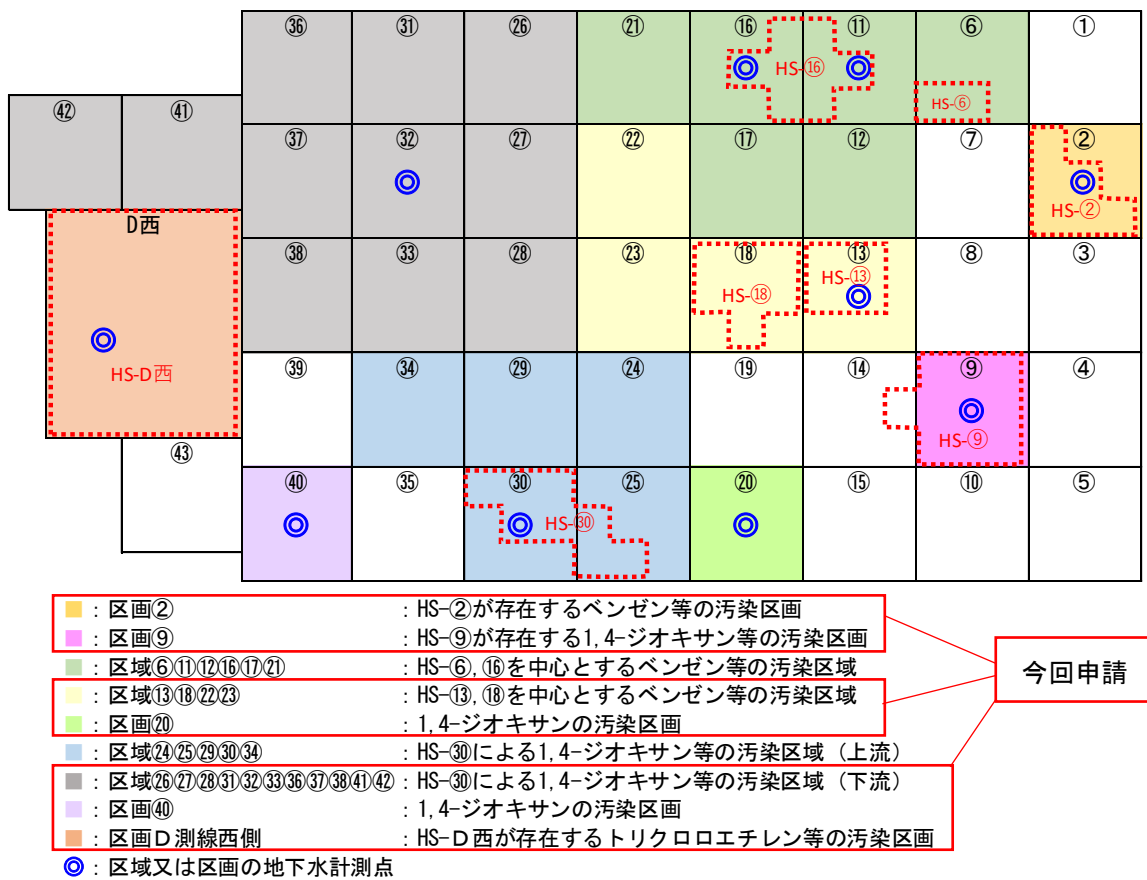 ㊱ ㉛ ㉖ ㉑ ⑯ ⑪ ⑥ ①
HS-⑯
HS-⑥
㊷ ㊶
㊲ ㉜ ㉗ ㉒ ⑰ ⑫ ⑦ ②
HS-②
D西
㊳ ㉝ ㉘ ㉓ ⑱ ⑬ ⑧ ③
HS-⑬
HS-⑱
HS-D西
㊴ ㉞ ㉙ ㉔ ⑲ ⑭ ⑨ ④
HS-⑨
㊸
㊵ ㉟ ㉚ ㉕ ⑳ ⑮ ⑩ ⑤
HS-㉚
: 区画② : HS-②が存在するベンゼン等の汚染区画
: 区画⑨ : HS-⑨が存在する1,4-ジオキサン等の汚染区画
: 区域⑥⑪⑫⑯⑰㉑ : HS-⑥,⑯を中心とするベンゼン等の汚染区域
: 区域⑬⑱㉒㉓ : HS-⑬,⑱を中心とするベンゼン等の汚染区域
: 区画⑳ : 1,4-ジオキサンの汚染区画
: 区域㉔㉕㉙㉚㉞ : HS-㉚による1,4-ジオキサン等の汚染区域（上流）
: 区域㉖㉗㉘㉛㉜㉝㊱㊲㊳㊶㊷ : HS-㉚による1,4-ジオキサン等の汚染区域（下流）
: 区画㊵ : 1,4-ジオキサンの汚染区画
: 区画Ｄ測線西側 : HS-Ｄ西が存在するトリクロロエチレン等の汚染区画
: 区域又は区画の地下水計測点
今回申請